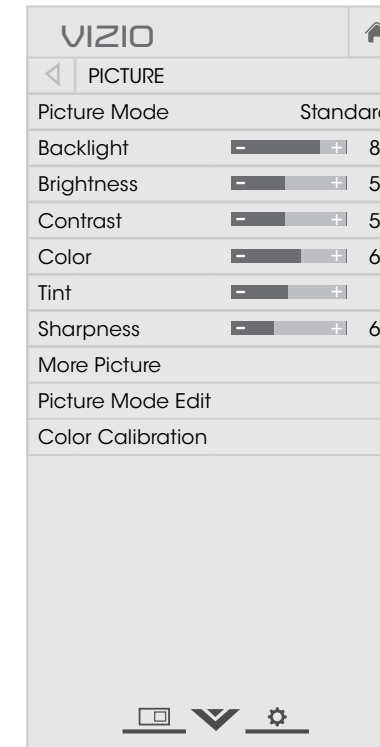 VIZIO
PICTURE
Picture Mode
Backlight - + 8
Brightness - + 5
Contrast - + 5
Color - + 6
Tint - +
Sharpness - + 6
More Picture
Picture Mode Edit
Color Calibration